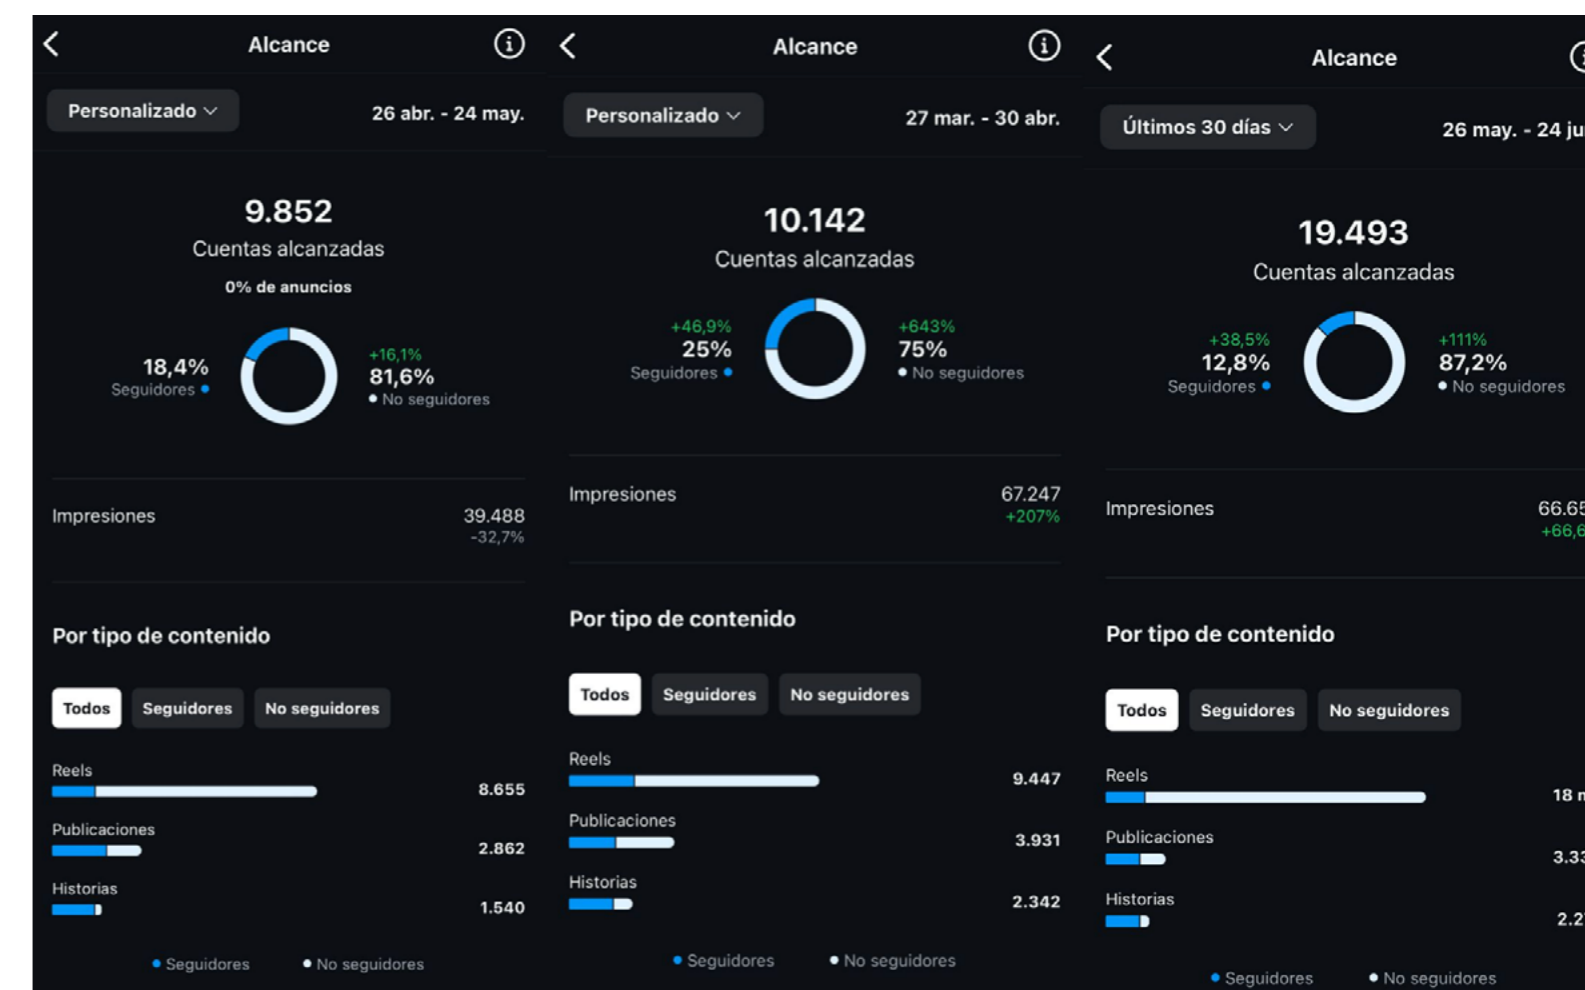 Alcance
Personalizado
26 abr. - 24 may.
9.852
Cuentas alcanzadas
0% de anuncios
18,4%
Seguidores
+16,1%
81,6%
No seguidores
Impresiones
39.488
-32,7%
Por tipo de contenido
Todos Seguidores No seguidores
Reels
8.655
Publicaciones
2.862
Historias
1.540
Seguidores No seguidores
Alcance
Personalizado
27 mar. - 30 abr.
10.142
Cuentas alcanzadas
+46,9%
25%
Seguidores
+643%
75%
No seguidores
Impresiones
67.247
+207%
Por tipo de contenido
Todos Seguidores No seguidores
Reels
9.447
Publicaciones
3.931
Historias
2.342
Seguidores No seguidores
Alcance
Últimos 30 días
26 may. - 24
19.493
Cuentas alcanzadas
+38,5%
12,8%
Seguidores
+111%
87,2%
No seguidores
Impresiones
Por tipo de contenido
Todos Seguidores No seguidores
Reels
18
Publicaciones
Historias
Seguidores No seguidores